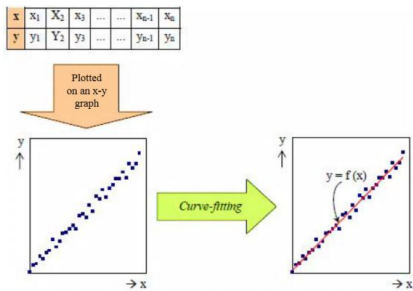 x x₁ X₂ x₃ ... ... xₙ₋₁ xₙ
y y₁ Y₂ y₃ ... ... yₙ₋₁ yₙ
Plotted
on an x-y
graph
y
→ x
Curve-fitting
y
y = f (x)
→ x